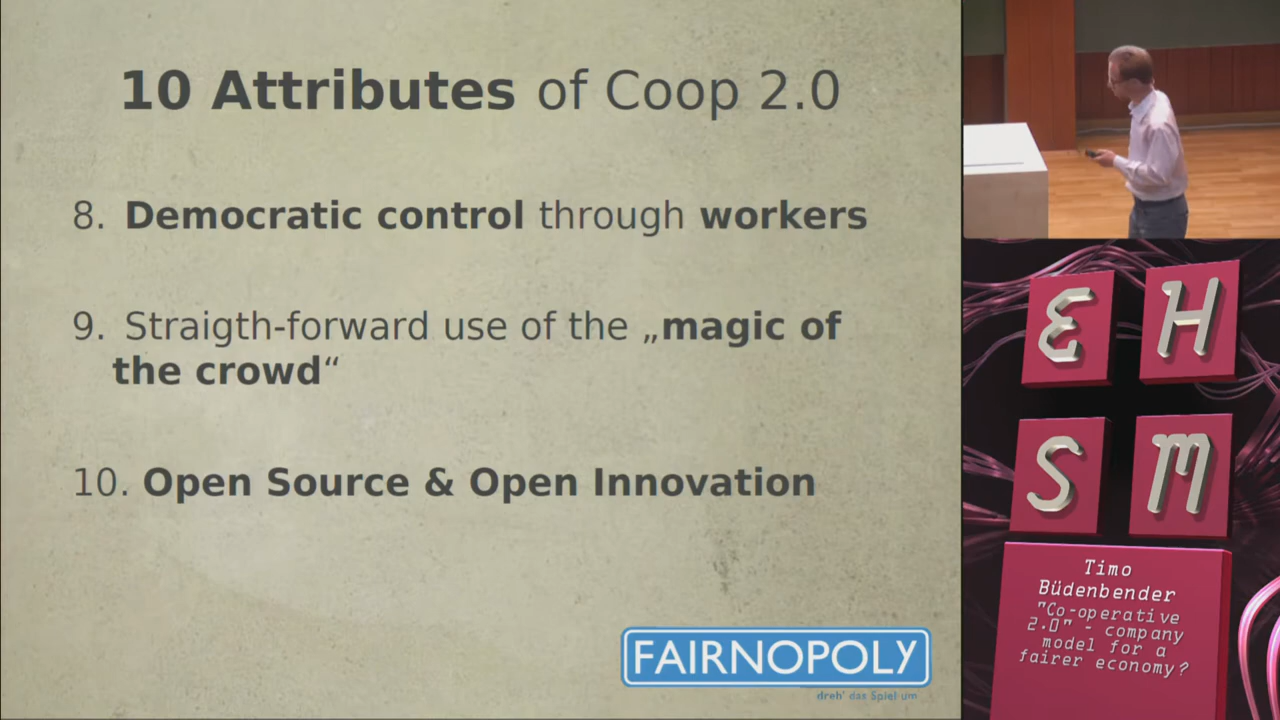 10 Attributes of Coop 2.0
8. Democratic control through workers
9. Straigth-forward use of the „magic of
the crowd“
10. Open Source & Open Innovation
FAIRNOPOLY
dreh' das Spiel um
E H
S M
Timo
Büdenbender
"Co-operative
2.0" - company
model for a
fairer economy?